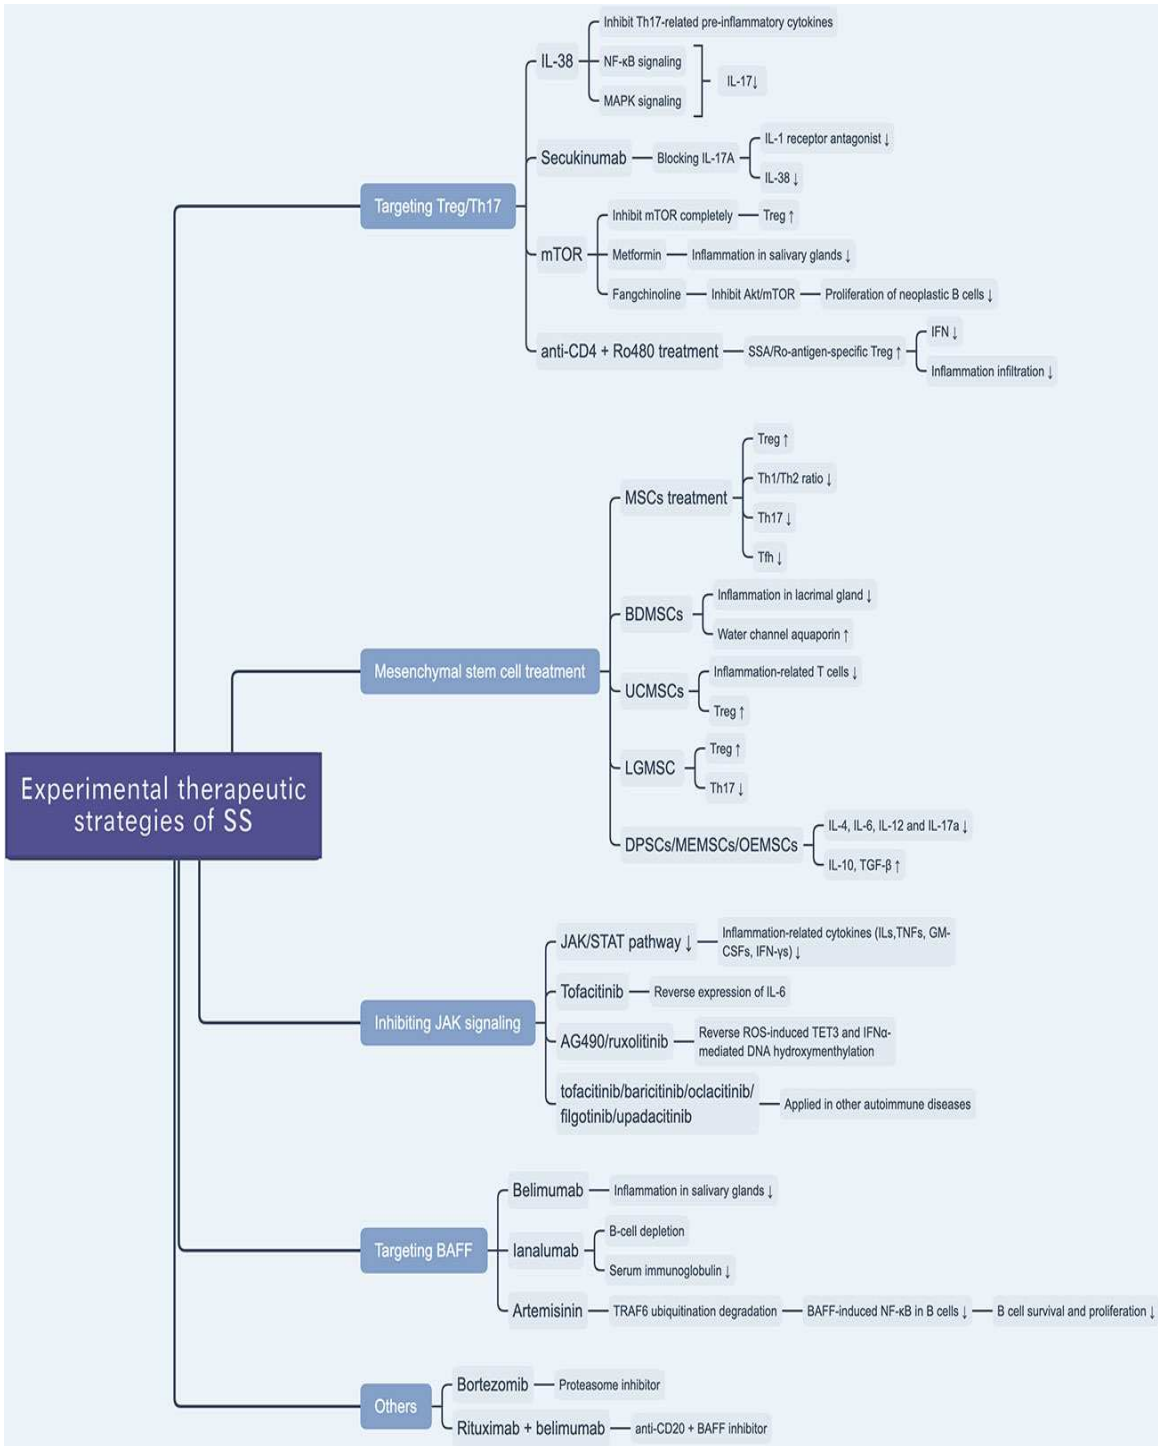 Experimental therapeutic
strategies of SS
Targeting Treg/Th17
IL-38
Inhibit Th17-related pre-inflammatory cytokines
NF-κB signaling
MAPK signaling
IL-17↓
Secukinumab
Blocking IL-17A
IL-1 receptor antagonist ↓
IL-38 ↓
mTOR
Inhibit mTOR completely
Treg ↑
Metformin
Inflammation in salivary glands ↓
Fangchinoline
Inhibit Akt/mTOR
Proliferation of neoplastic B cells ↓
anti-CD4 + Ro480 treatment
SSA/Ro-antigen-specific Treg ↑
IFN ↓
Inflammation infiltration ↓
Mesenchymal stem cell treatment
MSCs treatment
Treg ↑
Th1/Th2 ratio ↓
Th17 ↓
Tfh ↓
BDMSCs
Inflammation in lacrimal gland ↓
Water channel aquaporin ↑
UCMSCs
Inflammation-related T cells ↓
Treg ↑
LGMSC
Treg ↑
Th17 ↓
DPSCs/MEMSCs/OEMSCs
IL-4, IL-6, IL-12 and IL-17a ↓
IL-10, TGF-β ↑
Inhibiting JAK signaling
JAK/STAT pathway ↓
Inflammation-related cytokines (ILs,TNFs, GM-
CSFs, IFN-γs) ↓
Tofacitinib
Reverse expression of IL-6
AG490/ruxolitinib
Reverse ROS-induced TET3 and IFNα-
mediated DNA hydroxymenthylation
tofacitinib/baricitinib/oclacitinib/
filgotinib/upadacitinib
Applied in other autoimmune diseases
Targeting BAFF
Belimumab
Inflammation in salivary glands ↓
Ianalumab
B-cell depletion
Serum immunoglobulin ↓
Artemisinin
TRAF6 ubiquitination degradation
BAFF-induced NF-κB in B cells ↓
B cell survival and proliferation ↓
Others
Bortezomib
Proteasome inhibitor
Rituximab + belimumab
anti-CD20 + BAFF inhibitor